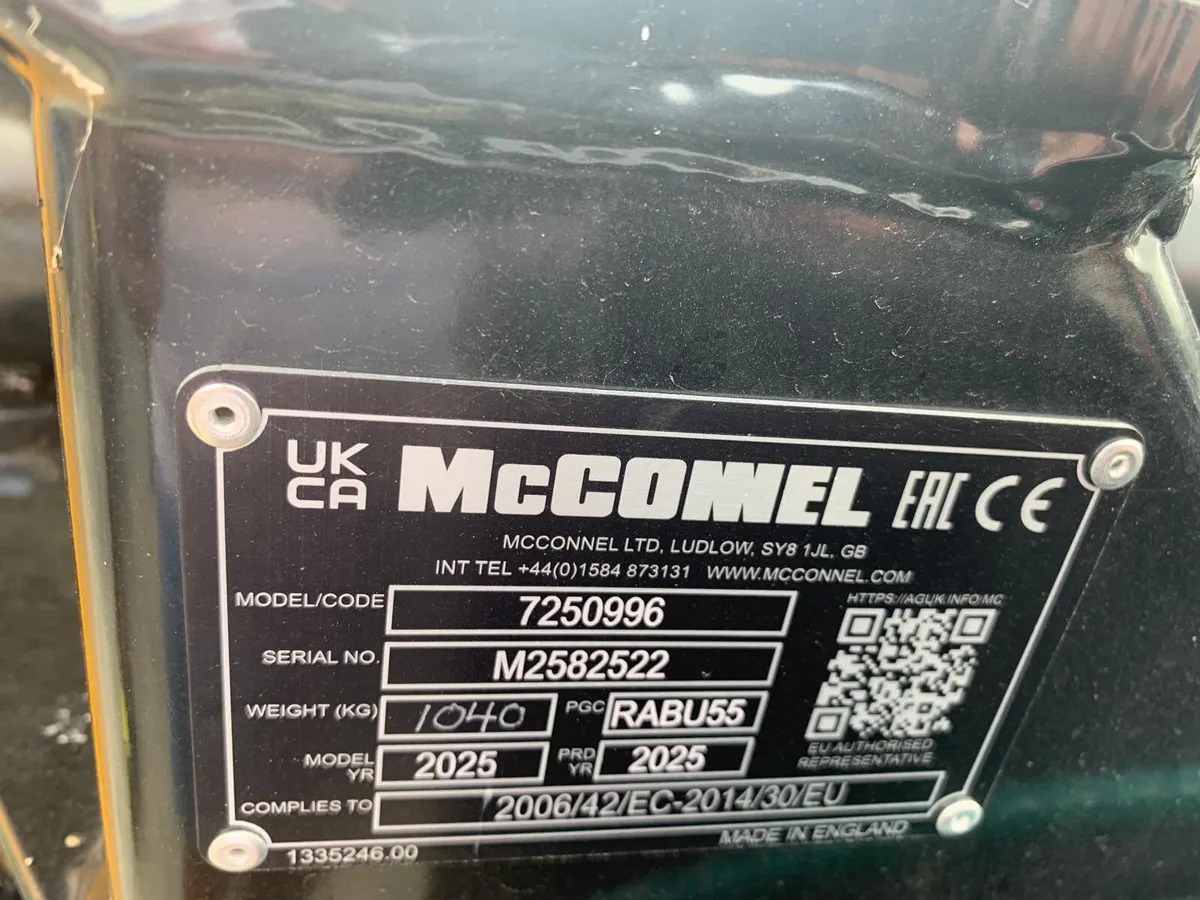 UK CA McCONNEL EAC CE
MCCONNEL LTD, LUDLOW, SY8 1JL, GB
INT TEL +44(0)1584 873131 WWW.MCCONNEL.COM
HTTPS://AGUK.INFO/MC
MODEL/CODE 7250996
SERIAL NO. M2582522
WEIGHT (KG) 1040 PGC RABU55
MODEL YR 2025 PRD YR 2025
EU AUTHORISED
REPRESENTATIVE
COMPLIES TO 2006/42/EC-2014/30/EU
MADE IN ENGLAND
1335246.00